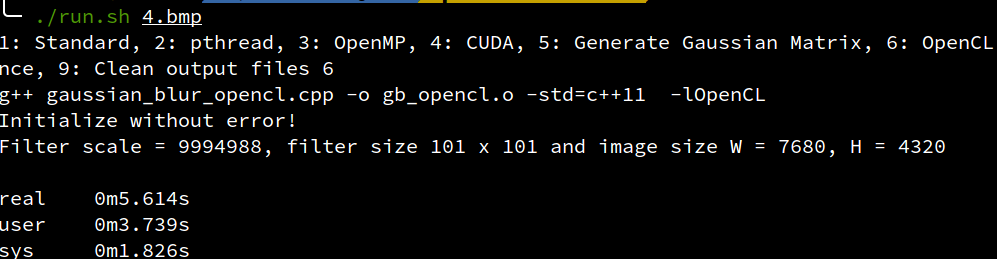 ./run.sh 4.bmp
1: Standard, 2: pthread, 3: OpenMP, 4: CUDA, 5: Generate Gaussian Matrix, 6: OpenCL
nce, 9: Clean output files 6
g++ gaussian_blur_opencl.cpp -o gb_opencl.o -std=c++11  -lOpenCL
Initialize without error!
Filter scale = 9994988, filter size 101 x 101 and image size W = 7680, H = 4320
real    0m5.614s
user    0m3.739s
sys     0m1.826s